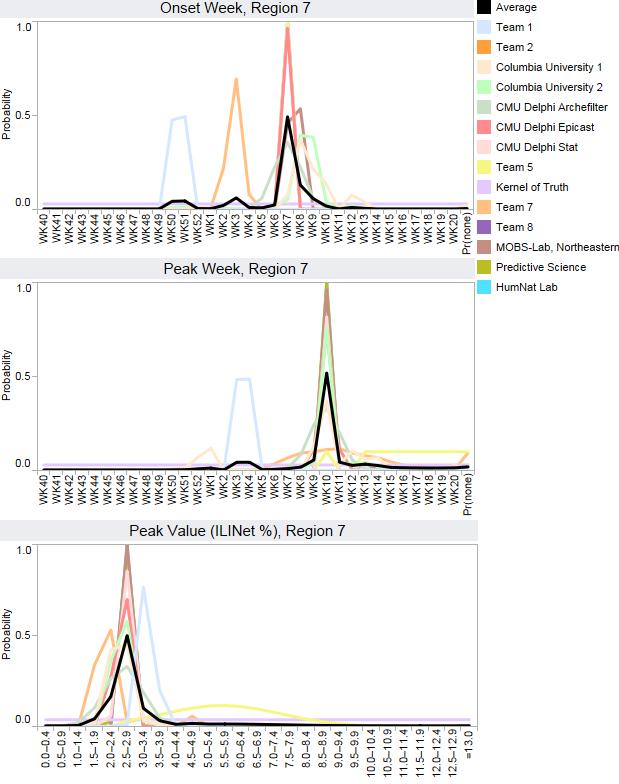 Onset Week, Region 7
1.0
0.5
0.0
Probability
WK40
WK41
WK42
WK43
WK44
WK45
WK46
WK47
WK48
WK49
WK50
WK51
WK52
WK1
WK2
WK3
WK4
WK5
WK6
WK7
WK8
WK9
WK10
WK11
WK12
WK13
WK14
WK15
WK16
WK17
WK18
WK19
WK20
Pr(none)
Average
Team 1
Team 2
Columbia University 1
Columbia University 2
CMU Delphi Archefilter
CMU Delphi Epicast
CMU Delphi Stat
Team 5
Kernel of Truth
Team 7
Team 8
MOBS-Lab, Northeastern
Predictive Science
HumNat Lab
Peak Week, Region 7
1.0
0.5
0.0
Probability
WK40
WK41
WK42
WK43
WK44
WK45
WK46
WK47
WK48
WK49
WK50
WK51
WK52
WK1
WK2
WK3
WK4
WK5
WK6
WK7
WK8
WK9
WK10
WK11
WK12
WK13
WK14
WK15
WK16
WK17
WK18
WK19
WK20
Pr(none)
Peak Value (ILINet %), Region 7
1.0
0.5
0.0
Probability
0.0–0.4
0.5–0.9
1.0–1.4
1.5–1.9
2.0–2.4
2.5–2.9
3.0–3.4
3.5–3.9
4.0–4.4
4.5–4.9
5.0–5.4
5.5–5.9
6.0–6.4
6.5–6.9
7.0–7.4
7.5–7.9
8.0–8.4
8.5–8.9
9.0–9.4
9.5–9.9
10.0–10.4
10.5–10.9
11.0–11.4
11.5–11.9
12.0–12.4
12.5–12.9
=13.0